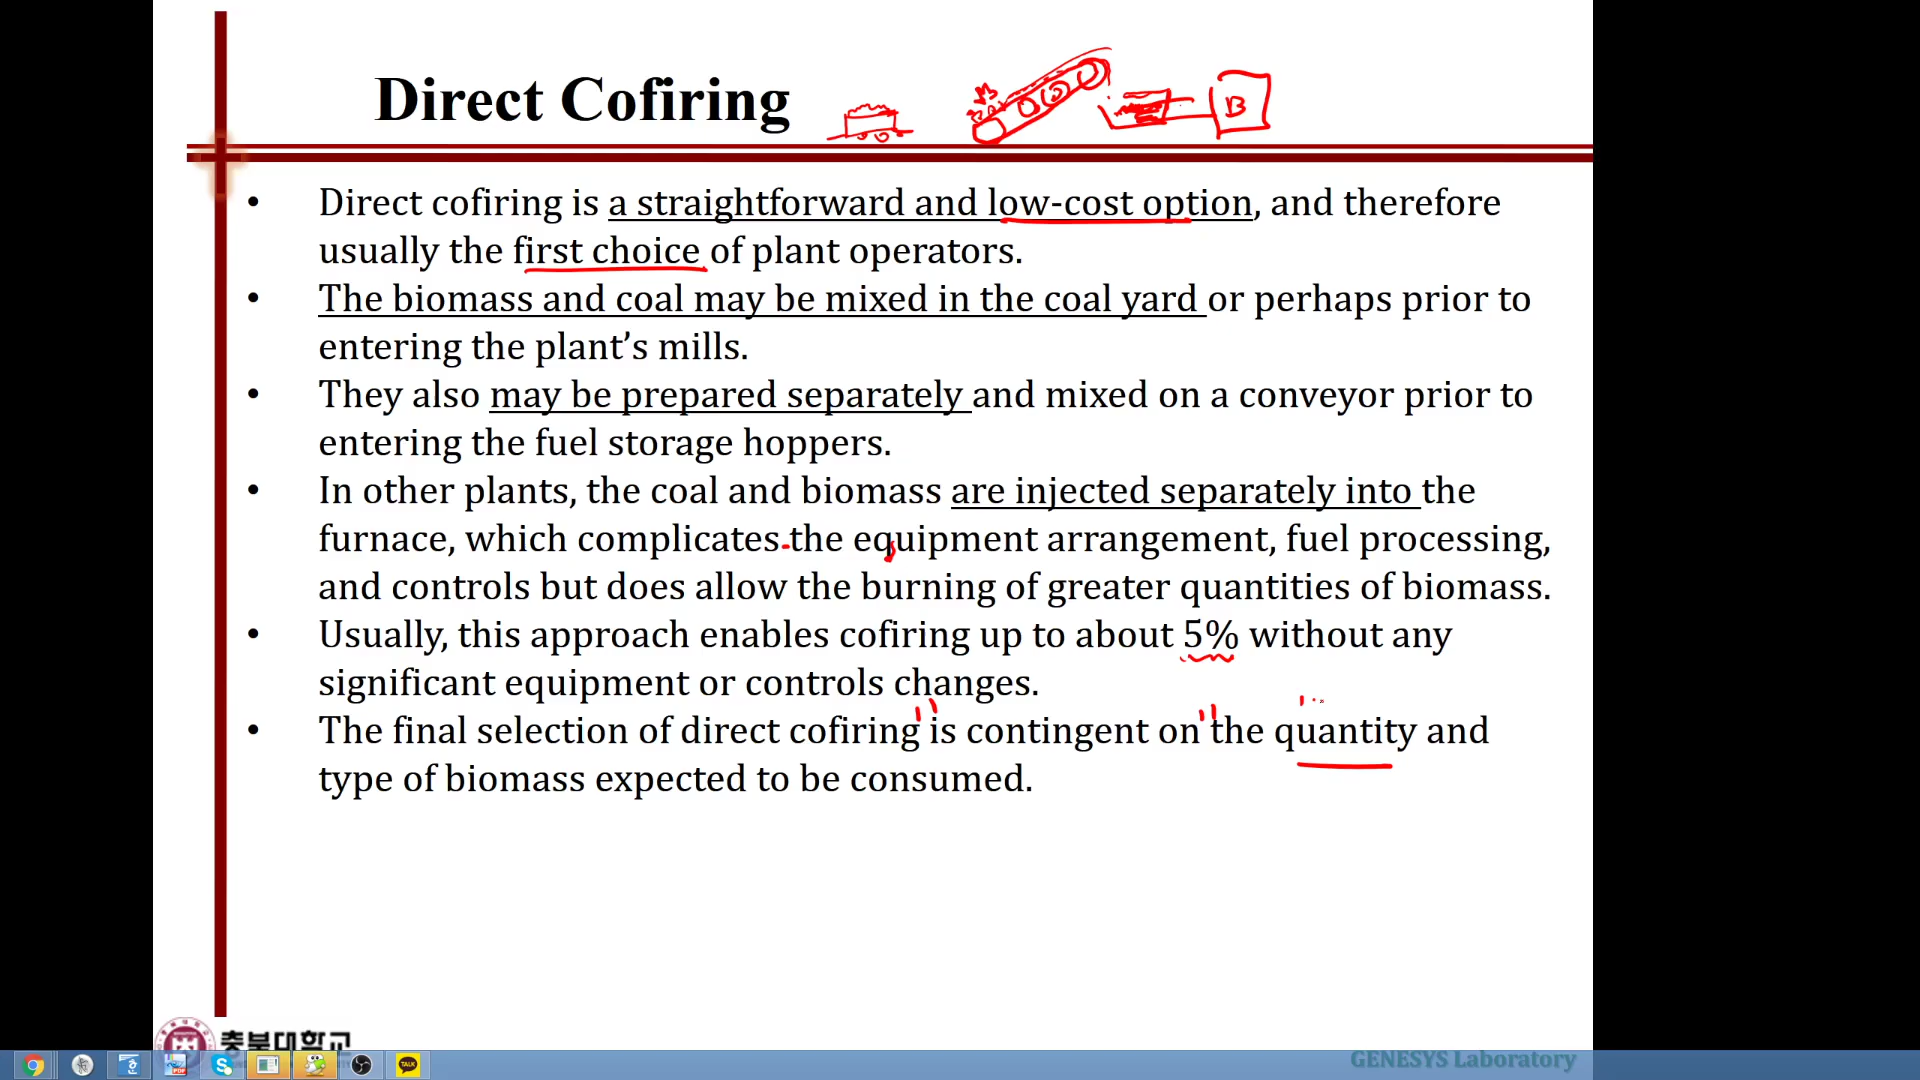 Direct Cofiring
B
• Direct cofiring is a straightforward and low-cost option, and therefore
usually the first choice of plant operators.
• The biomass and coal may be mixed in the coal yard or perhaps prior to
entering the plant’s mills.
• They also may be prepared separately and mixed on a conveyor prior to
entering the fuel storage hoppers.
• In other plants, the coal and biomass are injected separately into the
furnace, which complicates the equipment arrangement, fuel processing,
and controls but does allow the burning of greater quantities of biomass.
• Usually, this approach enables cofiring up to about 5% without any
significant equipment or controls changes.
• The final selection of direct cofiring is contingent on the quantity and
type of biomass expected to be consumed.
충북대학교
GENESYS Laboratory
PDF
TALK